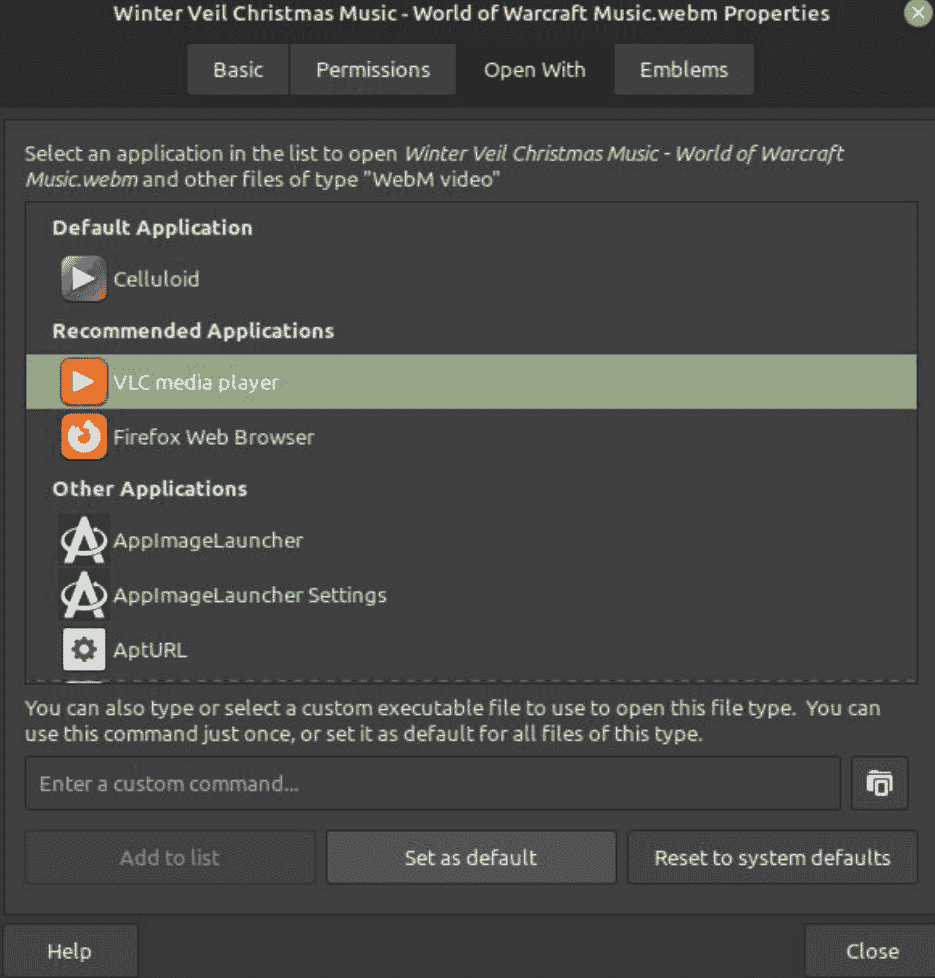 Winter Veil Christmas Music - World of Warcraft Music.webm Properties
Basic
Permissions
Open With
Emblems
Select an application in the list to open Winter Veil Christmas Music - World of Warcraft
Music.webm and other files of type "WebM video"
Default Application
Celluloid
Recommended Applications
VLC media player
Firefox Web Browser
Other Applications
AppImageLauncher
AppImageLauncher Settings
AptURL
You can also type or select a custom executable file to use to open this file type. You can
use this command just once, or set it as default for all files of this type.
Enter a custom command...
Add to list
Set as default
Reset to system defaults
Help
Close